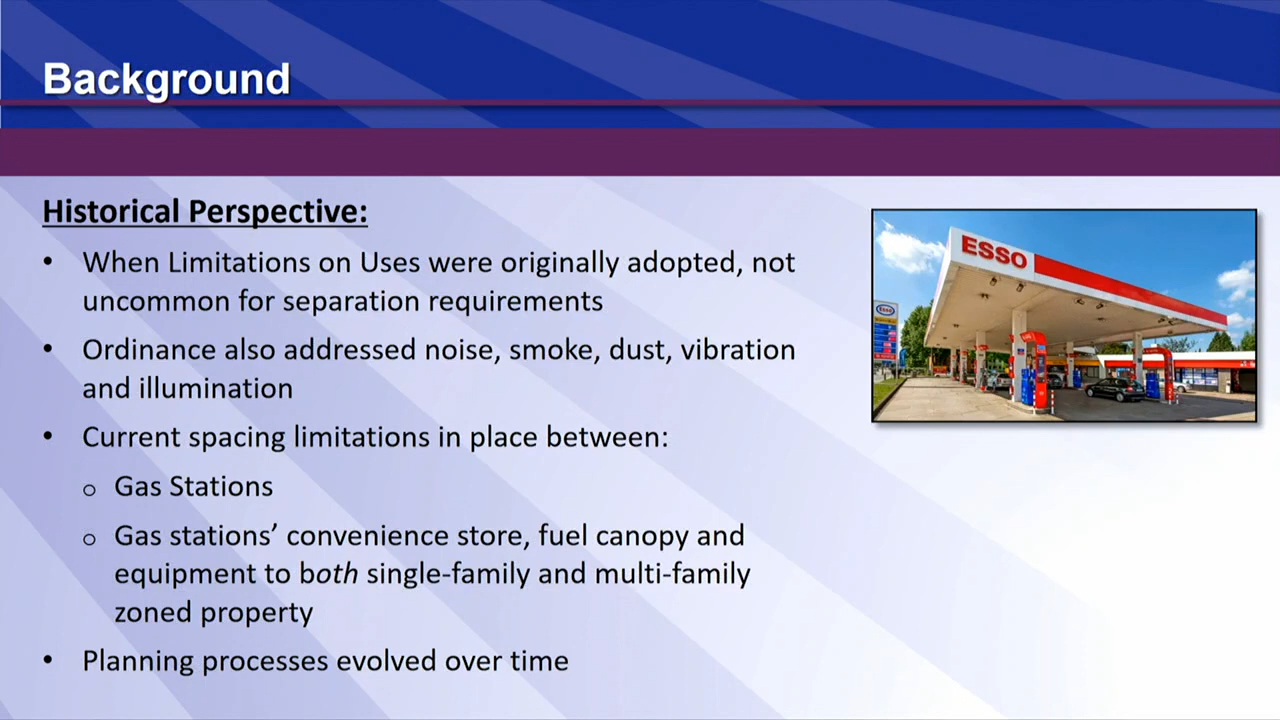 Background
Historical Perspective:
• When Limitations on Uses were originally adopted, not
uncommon for separation requirements
• Ordinance also addressed noise, smoke, dust, vibration
and illumination
• Current spacing limitations in place between:
o Gas Stations
o Gas stations’ convenience store, fuel canopy and
equipment to both single-family and multi-family
zoned property
• Planning processes evolved over time
ESSO
Esso